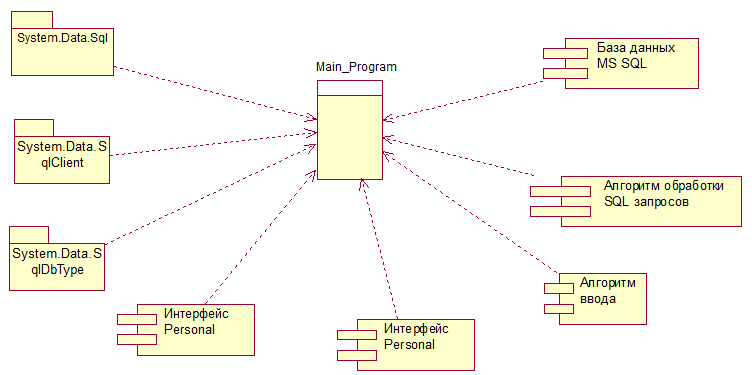 System.Data.Sql
Main_Program
База данных
MS SQL
System.Data.S
qlClient
Алгоритм обработки
SQL запросов
System.Data.S
qlDbType
Алгоритм
ввода
Интерфейс
Personal
Интерфейс
Personal